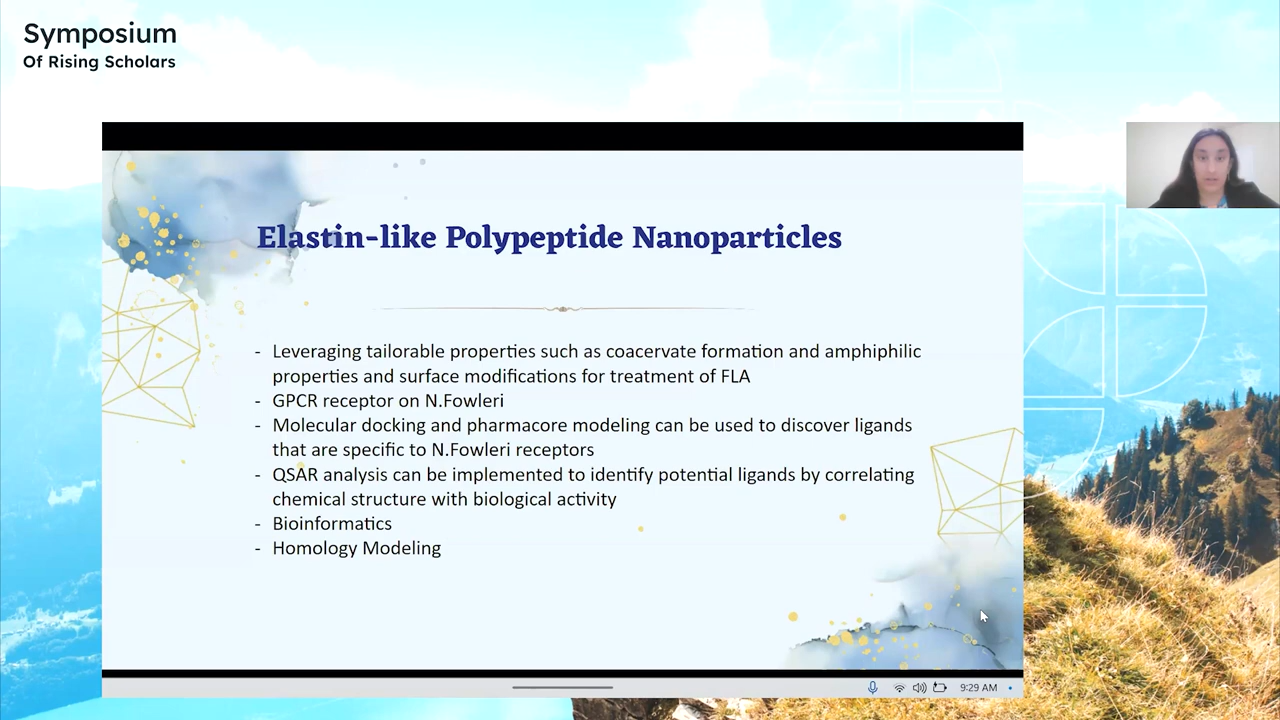 Symposium
Of Rising Scholars
Elastin-like Polypeptide Nanoparticles
- Leveraging tailorable properties such as coacervate formation and amphiphilic
properties and surface modifications for treatment of FLA
- GPCR receptor on N.Fowleri
- Molecular docking and pharmacore modeling can be used to discover ligands
that are specific to N.Fowleri receptors
- QSAR analysis can be implemented to identify potential ligands by correlating
chemical structure with biological activity
- Bioinformatics
- Homology Modeling
9:29 AM